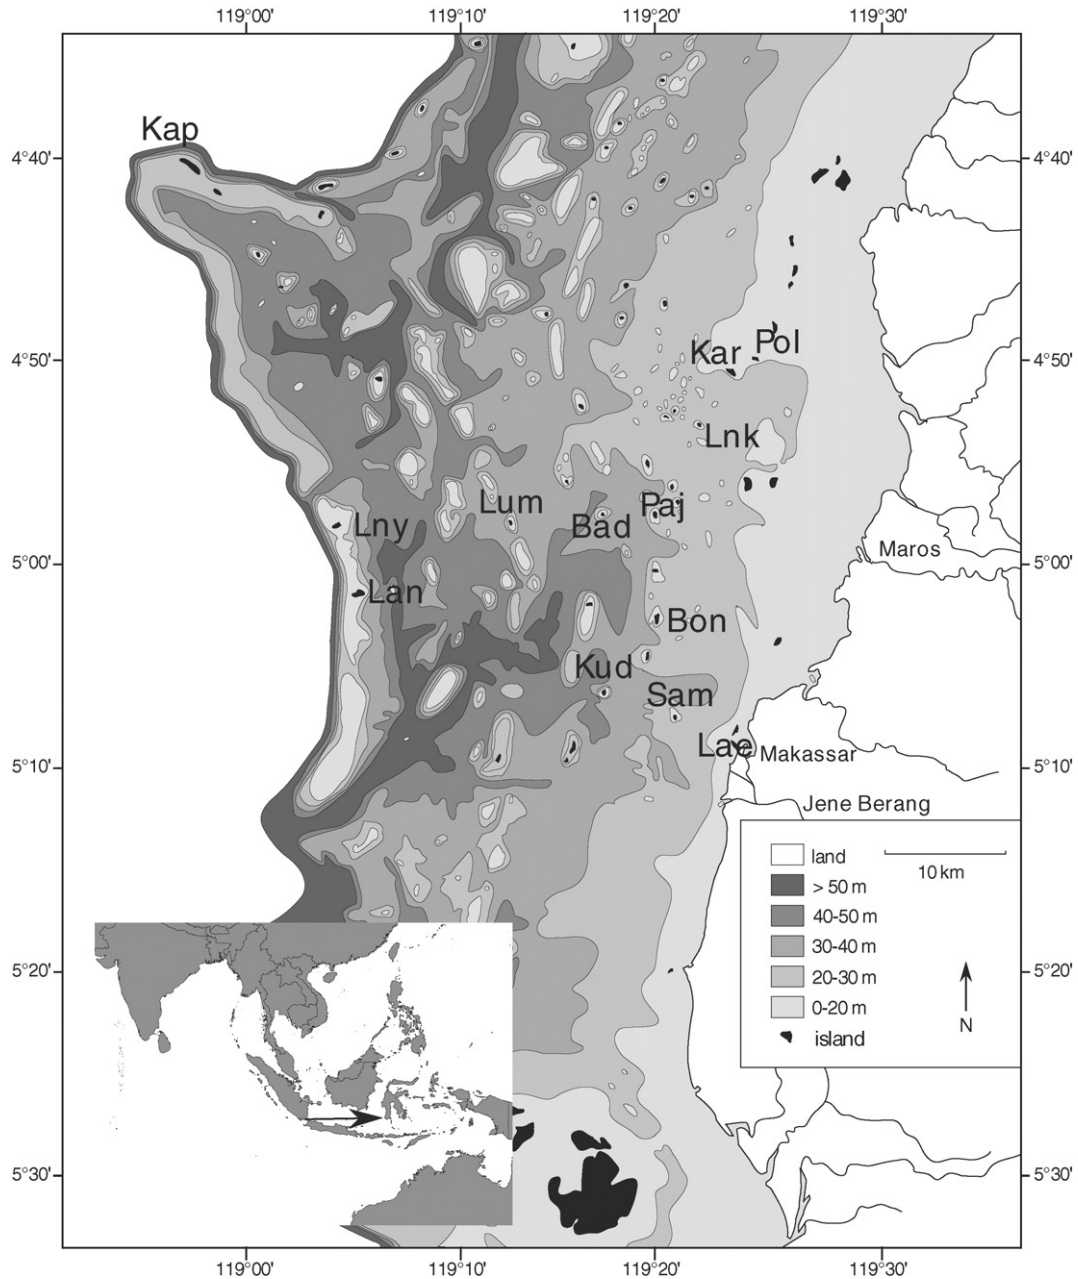 119°00'
119°10'
119°20'
119°30'
Kap
4°40'
4°40'
Kar
Pol
4°50'
4°50'
Lnk
Lum
Paj
Lny
Bad
Maros
5°00'
5°00'
Lan
Bon
Kud
Sam
Lae
Makassar
5°10'
5°10'
Jene Berang
land
10 km
> 50 m
40-50 m
30-40 m
20-30 m
0-20 m
N
island
5°20'
5°20'
5°30'
5°30'
119°00'
119°10'
119°20'
119°30'